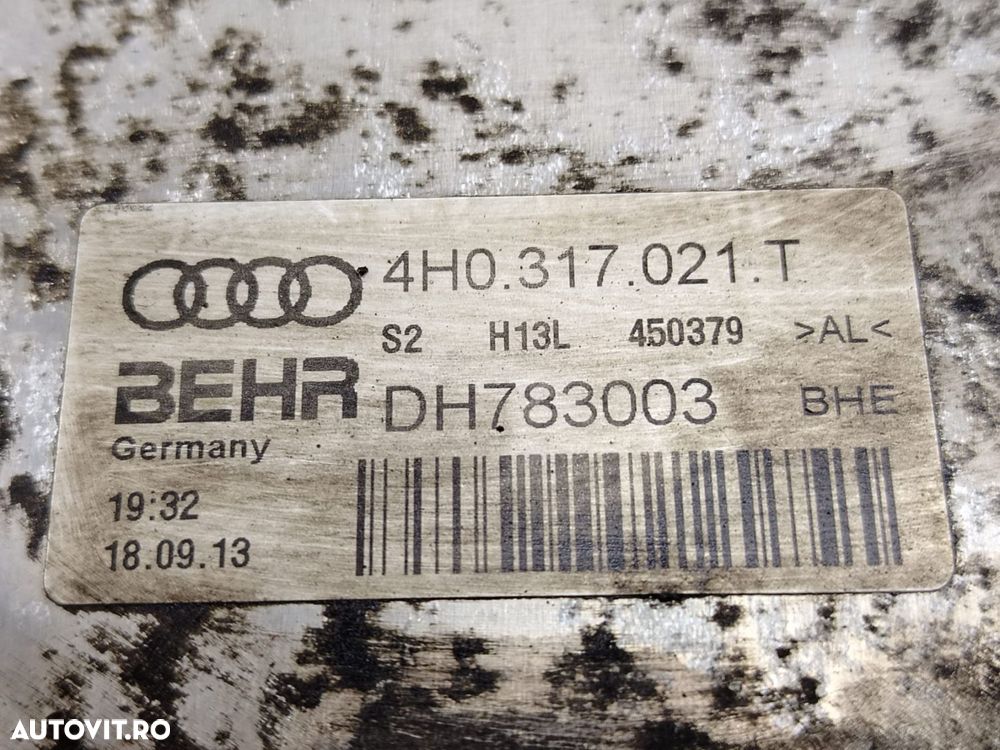 4H0.317.021.T
S2 H13L 450379 >AL<
BEHR DH783003 BHE
Germany
19:32
18.09.13
AUTOVIT.RO